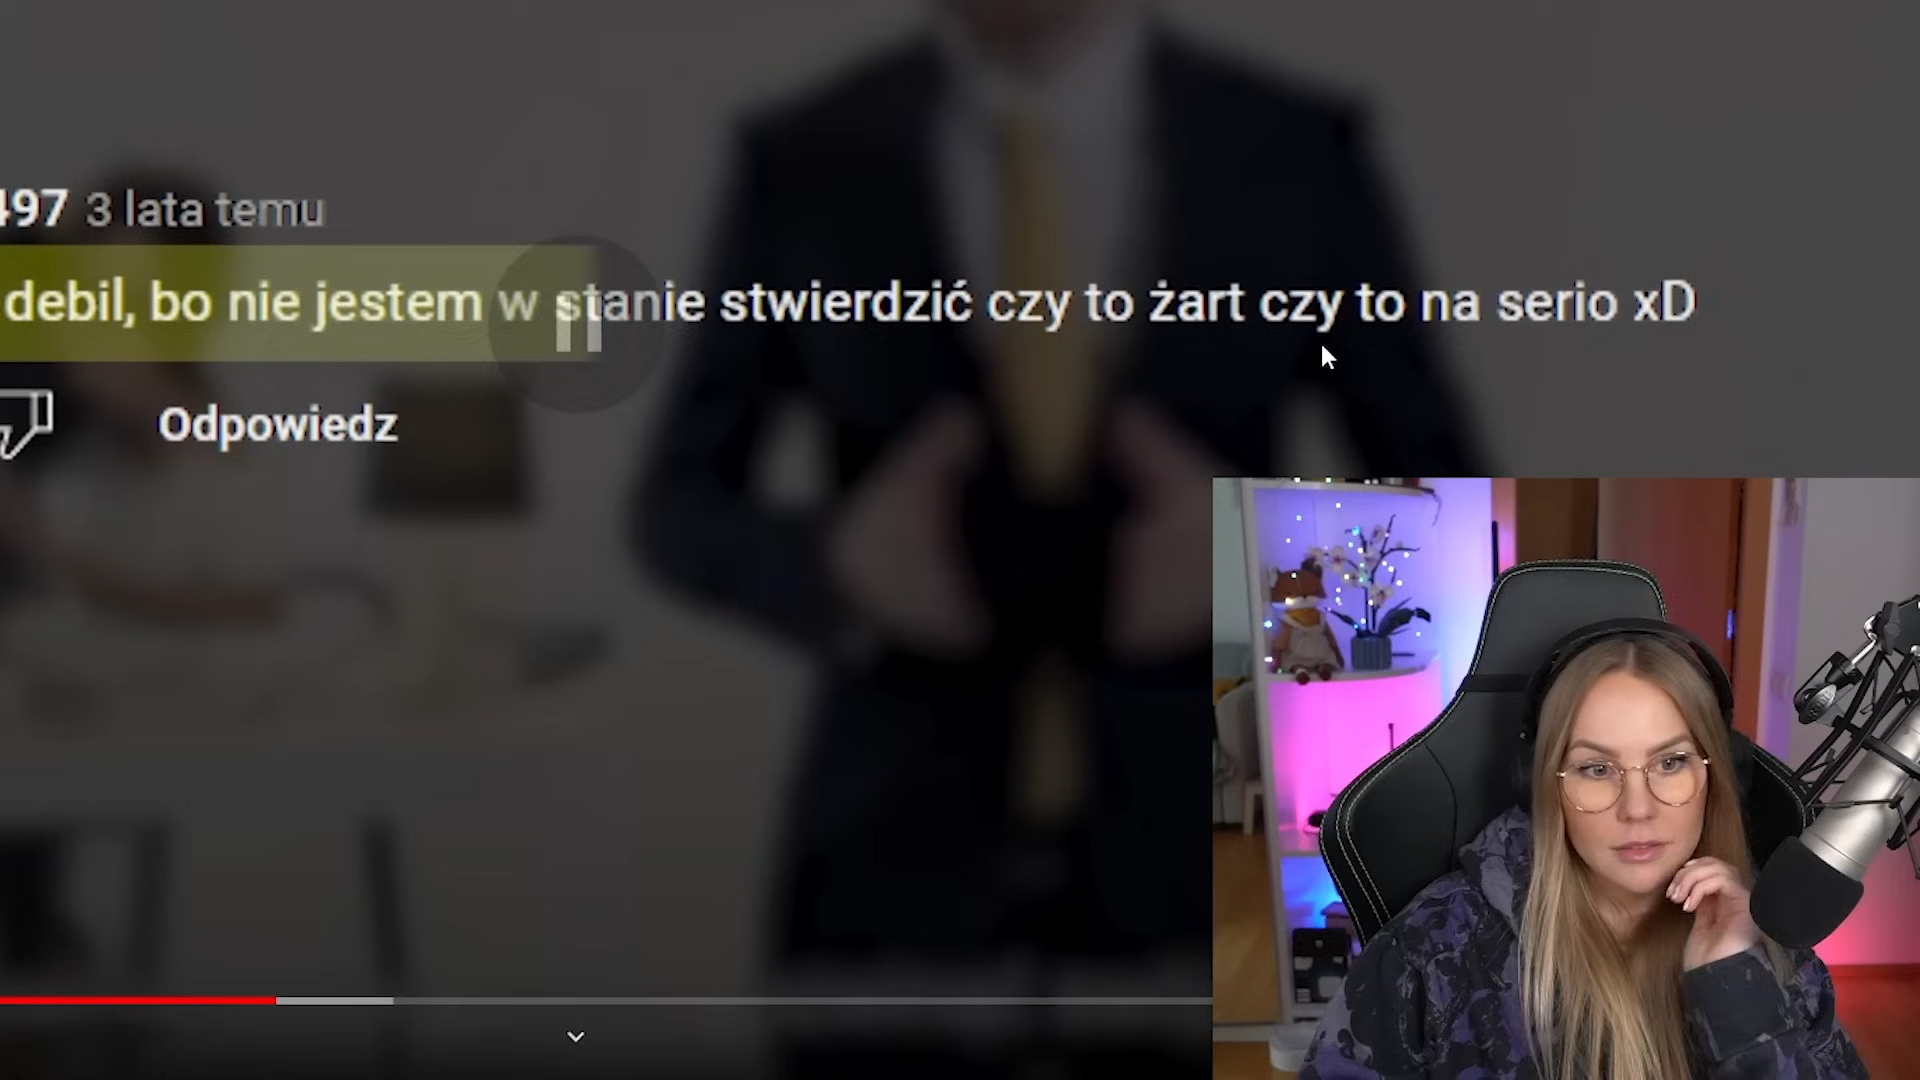 497 3 lata temu
debil, bo nie jestem w stanie stwierdzić czy to żart czy to na serio xD
Odpowiedz